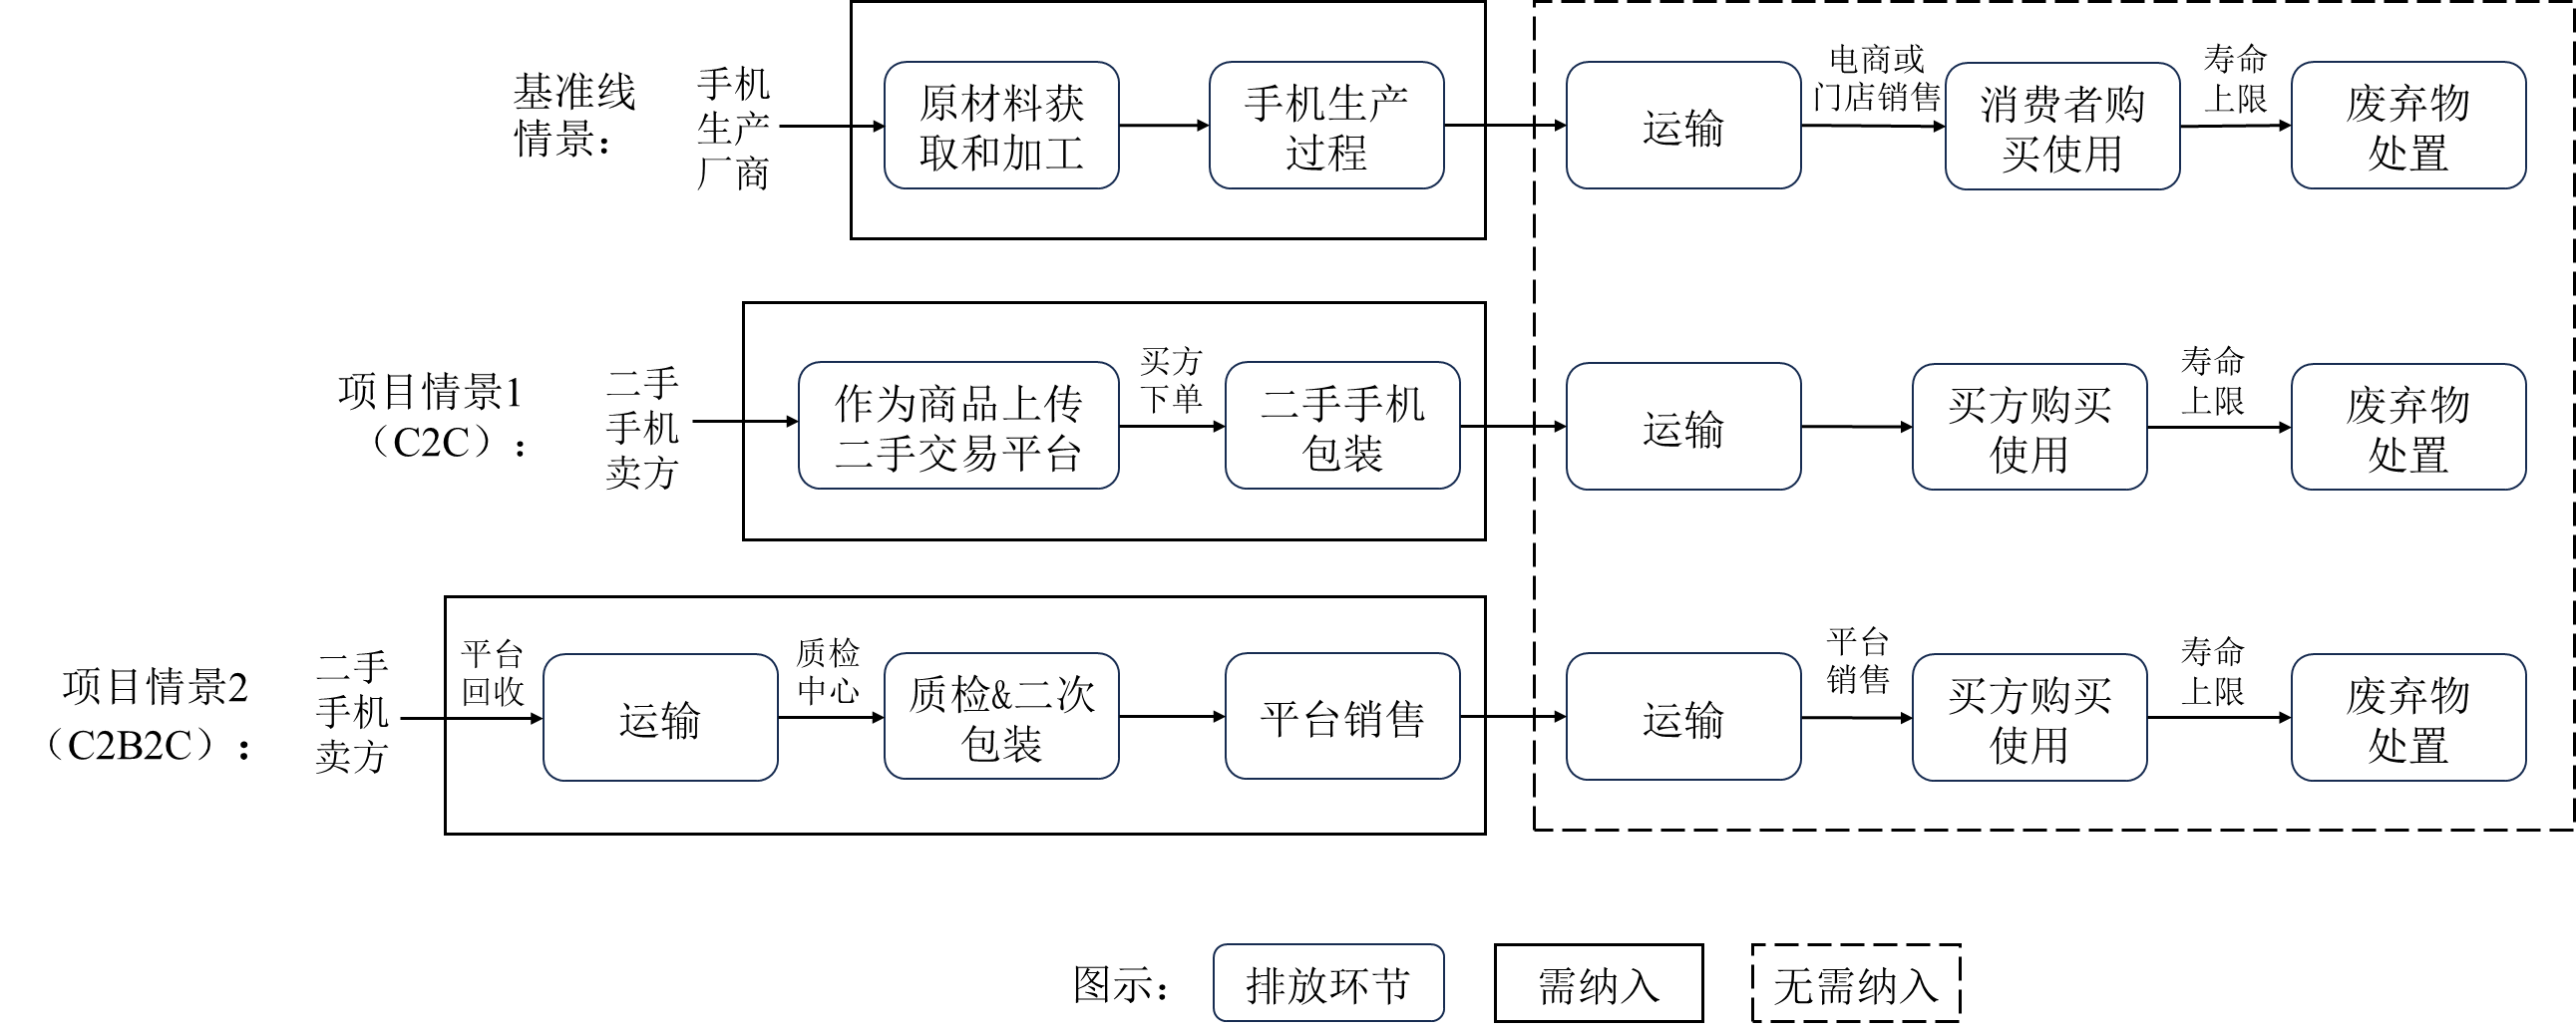 基准线
情景：
手机
生产
厂商
原材料获
取和加工
手机生产
过程
运输
电商或
门店销售
消费者购
买使用
寿命
上限
废弃物
处置
项目情景1
（C2C）：
二手
手机
卖方
作为商品上传
二手交易平台
买方
下单
二手手机
包装
运输
买方购买
使用
寿命
上限
废弃物
处置
项目情景2
（C2B2C）：
二手
手机
卖方
平台
回收
运输
质检
中心
质检&二次
包装
平台销售
运输
平台
销售
买方购买
使用
寿命
上限
废弃物
处置
图示：
排放环节
需纳入
无需纳入